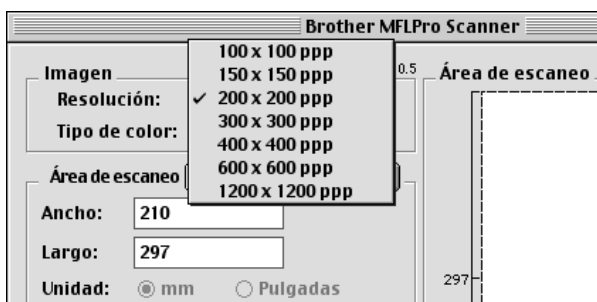 Brother MFLPro Scanner
Imagen
Resolución:
Tipo de color:
100 x 100 ppp
150 x 150 ppp
✓ 200 x 200 ppp
300 x 300 ppp
400 x 400 ppp
600 x 600 ppp
1200 x 1200 ppp
0.5
Área de escaneo
Ancho: 210
Largo: 297
Unidad: mm Pulgadas
Área de escaneo
297